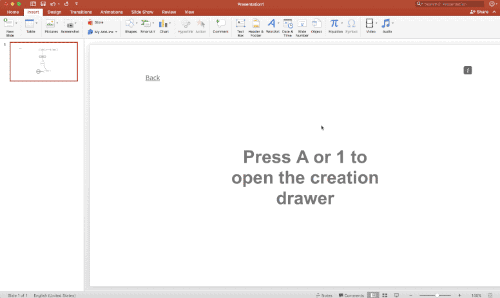 Presentation1
Home Insert Design Transitions Animations Slide Show Review View
Share
New Slide
Table
Pictures
Screenshot
Store
My Add-ins
Shapes
SmartArt
Chart
Hyperlink
Action
Comment
Text Box
Header & Footer
WordArt
Date & Time
Slide Number
Object
Equation
Symbol
Video
Audio
1
Back
Press A or 1 to
open the creation
drawer
Slide 1 of 1 English (United States)
Notes
Comments
100%